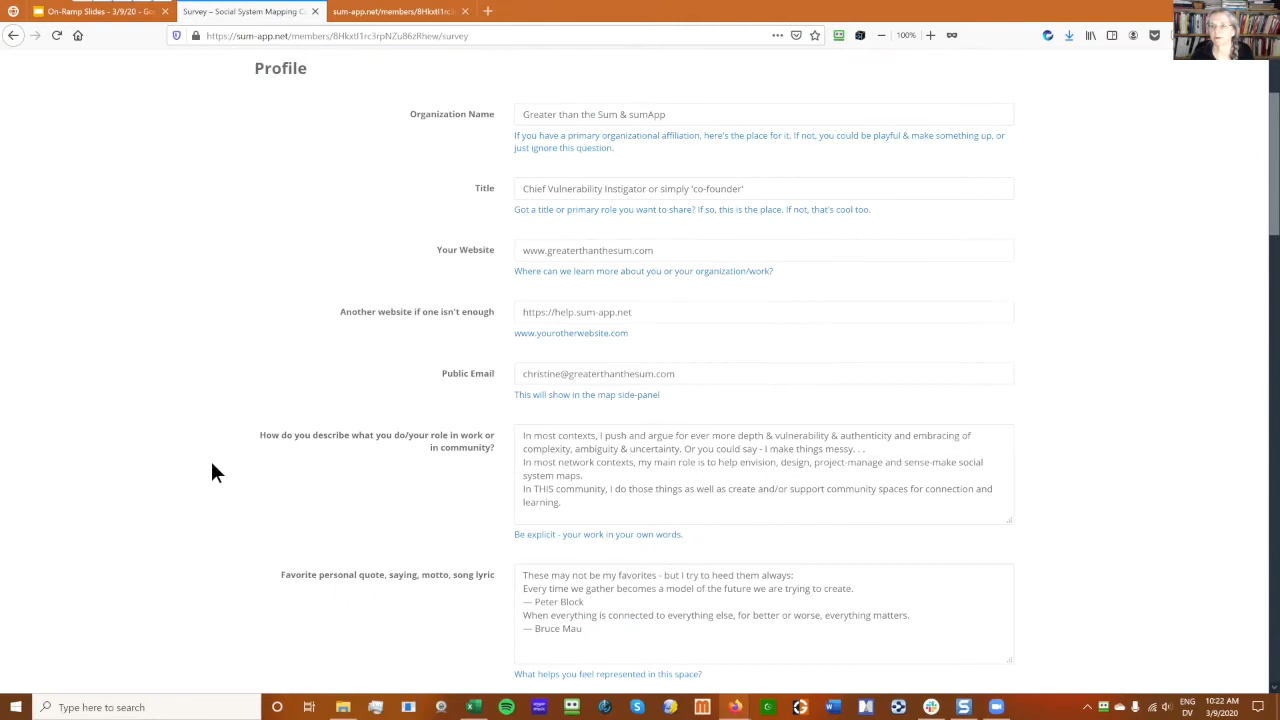 On-Ramp Slides - 3/9/20 - Go
Survey – Social System Mapping C
sum-app.net/members/8Hkxtl1rc3
https://sum-app.net/members/8Hkxtl1rc3rpNZu86zRhew/survey
100%
Profile
Organization Name
Greater than the Sum & sumApp
If you have a primary organizational affiliation, here's the place for it. If not, you could be playful & make something up, or
just ignore this question.
Title
Chief Vulnerability Instigator or simply 'co-founder'
Got a title or primary role you want to share? If so, this is the place. If not, that's cool too.
Your Website
www.greaterthanthesum.com
Where can we learn more about you or your organization/work?
Another website if one isn't enough
https://help.sum-app.net
www.yourotherwebsite.com
Public Email
christine@greaterthanthesum.com
This will show in the map side-panel
How do you describe what you do/your role in work or
in community?
In most contexts, I push and argue for ever more depth & vulnerability & authenticity and embracing of
complexity, ambiguity & uncertainty. Or you could say - I make things messy. . .
In most network contexts, my main role is to help envision, design, project-manage and sense-make social
system maps.
In THIS community, I do those things as well as create and/or support community spaces for connection and
learning.
Be explicit - your work in your own words.
Favorite personal quote, saying, motto, song lyric
These may not be my favorites - but I try to heed them always:
Every time we gather becomes a model of the future we are trying to create.
— Peter Block
When everything is connected to everything else, for better or worse, everything matters.
— Bruce Mau
What helps you feel represented in this space?
Type here to search
DV
10:22 AM
3/9/2020